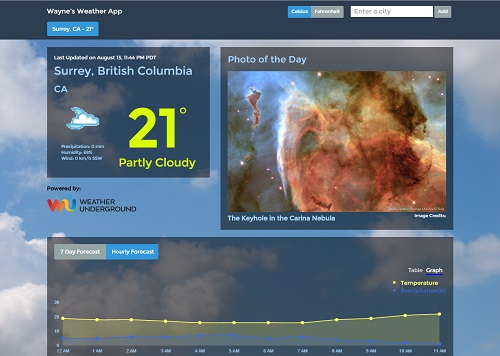 Wayne's Weather App
Celsius Fahrenheit Enter a city Add
Surrey, CA - 21°
Last Updated on August 13, 11:44 PM PDT
Surrey, British Columbia
CA
21°
Partly Cloudy
Precipitation: 0 mm
Humidity: 69%
Wind: 0 km/h SSW
Powered by:
WEATHER
UNDERGROUND
Photo of the Day
The Keyhole in the Carina Nebula
Image Credits:
7 Day Forecast Hourly Forecast
Table Graph
Temperature
Precipitation(%)
30
20
10
0
12 AM 1 AM 2 AM 3 AM 4 AM 5 AM 6 AM 7 AM 8 AM 9 AM 10 AM 11 AM